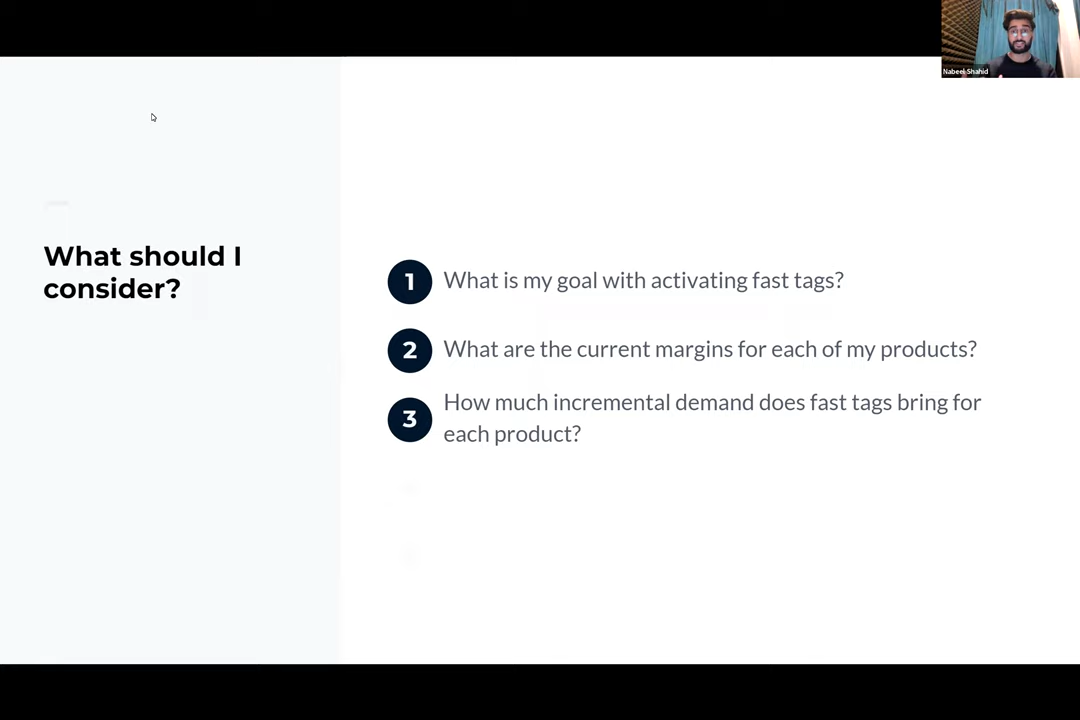 Nabeel Shahid
What should I
consider?
1 What is my goal with activating fast tags?
2 What are the current margins for each of my products?
3 How much incremental demand does fast tags bring for
each product?